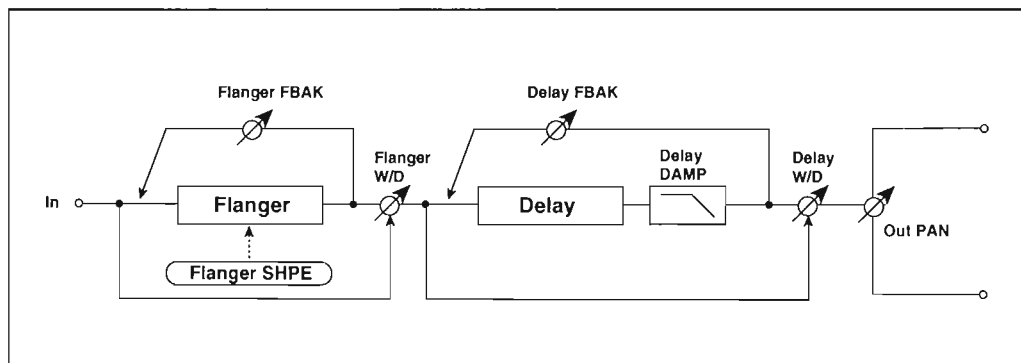 Flanger FBAK
Delay FBAK
Flanger
W/D
Delay
DAMP
Delay
W/D
In
Flanger
Delay
Out PAN
Flanger SHPE